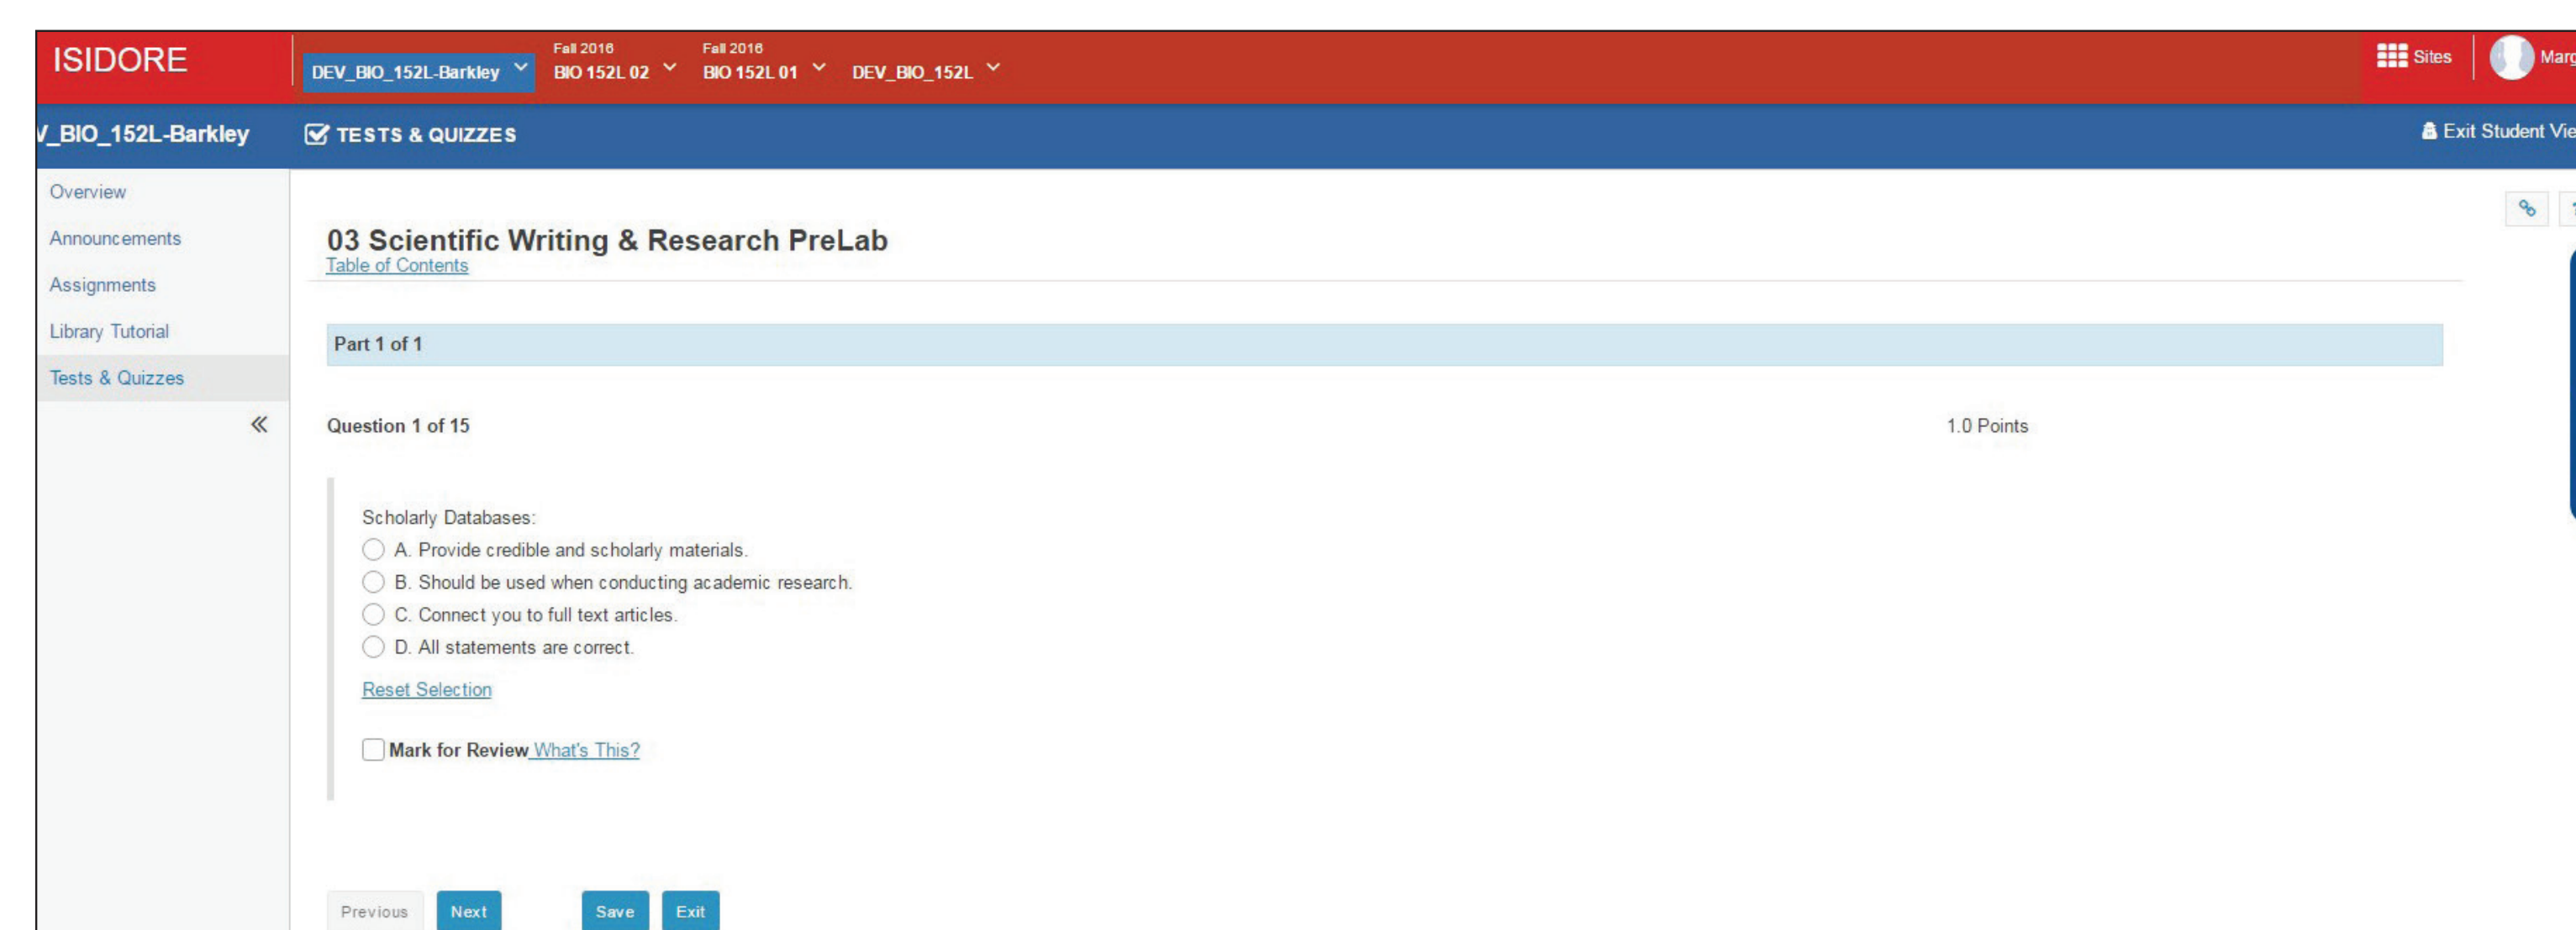 ISIDORE
DEV_BIO_152L-Barkley
Fall 2016
BIO 152L 02
Fall 2016
BIO 152L 01
DEV_BIO_152L
Sites
Marg
V_BIO_152L-Barkley
TESTS & QUIZZES
Exit Student Vie
Overview
Announcements
Assignments
Library Tutorial
Tests & Quizzes
03 Scientific Writing & Research PreLab
Table of Contents
Part 1 of 1
Question 1 of 15
1.0 Points
Scholarly Databases:
A. Provide credible and scholarly materials.
B. Should be used when conducting academic research.
C. Connect you to full text articles.
D. All statements are correct.
Reset Selection
Mark for Review What's This?
Previous
Next
Save
Exit